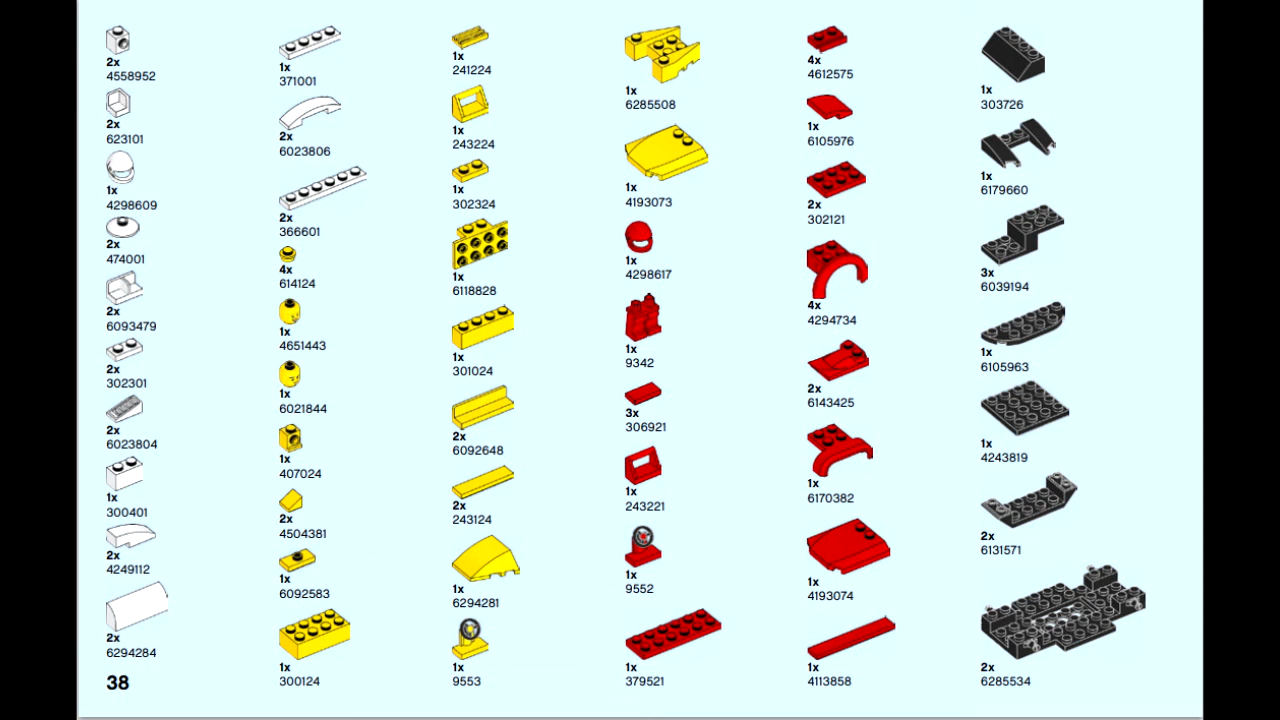 2x
4558952
2x
623101
1x
4298609
2x
474001
2x
6093479
2x
302301
2x
6023804
1x
300401
2x
4249112
2x
6294284
1x
371001
2x
6023806
2x
366601
4x
614124
1x
4651443
1x
6021844
1x
407024
2x
4504381
1x
6092583
1x
300124
1x
241224
1x
243224
1x
302324
1x
6118828
1x
301024
2x
6092648
2x
243124
1x
6294281
1x
9553
1x
6285508
1x
4193073
1x
4298617
1x
9342
3x
306921
1x
243221
1x
9552
1x
379521
4x
4612575
1x
6105976
2x
302121
4x
4294734
2x
6143425
1x
6170382
1x
4193074
1x
4113858
1x
303726
1x
6179660
3x
6039194
1x
6105963
1x
4243819
2x
6131571
2x
6285534
38